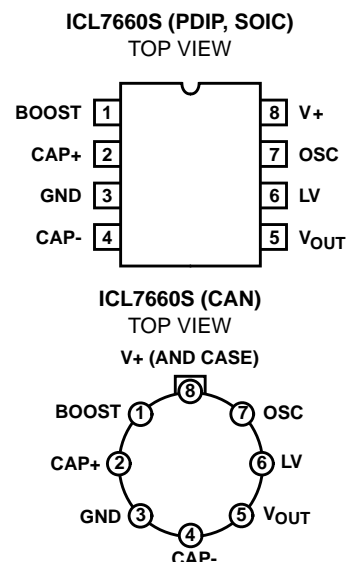 ICL7660S (PDIP, SOIC)
TOP VIEW
BOOST 1 8 V+
CAP+ 2 7 OSC
GND 3 6 LV
CAP- 4 5 VOUT
ICL7660S (CAN)
TOP VIEW
V+ (AND CASE)
8
BOOST 1 7 OSC
CAP+ 2 6 LV
GND 3 5 VOUT
4
CAP-